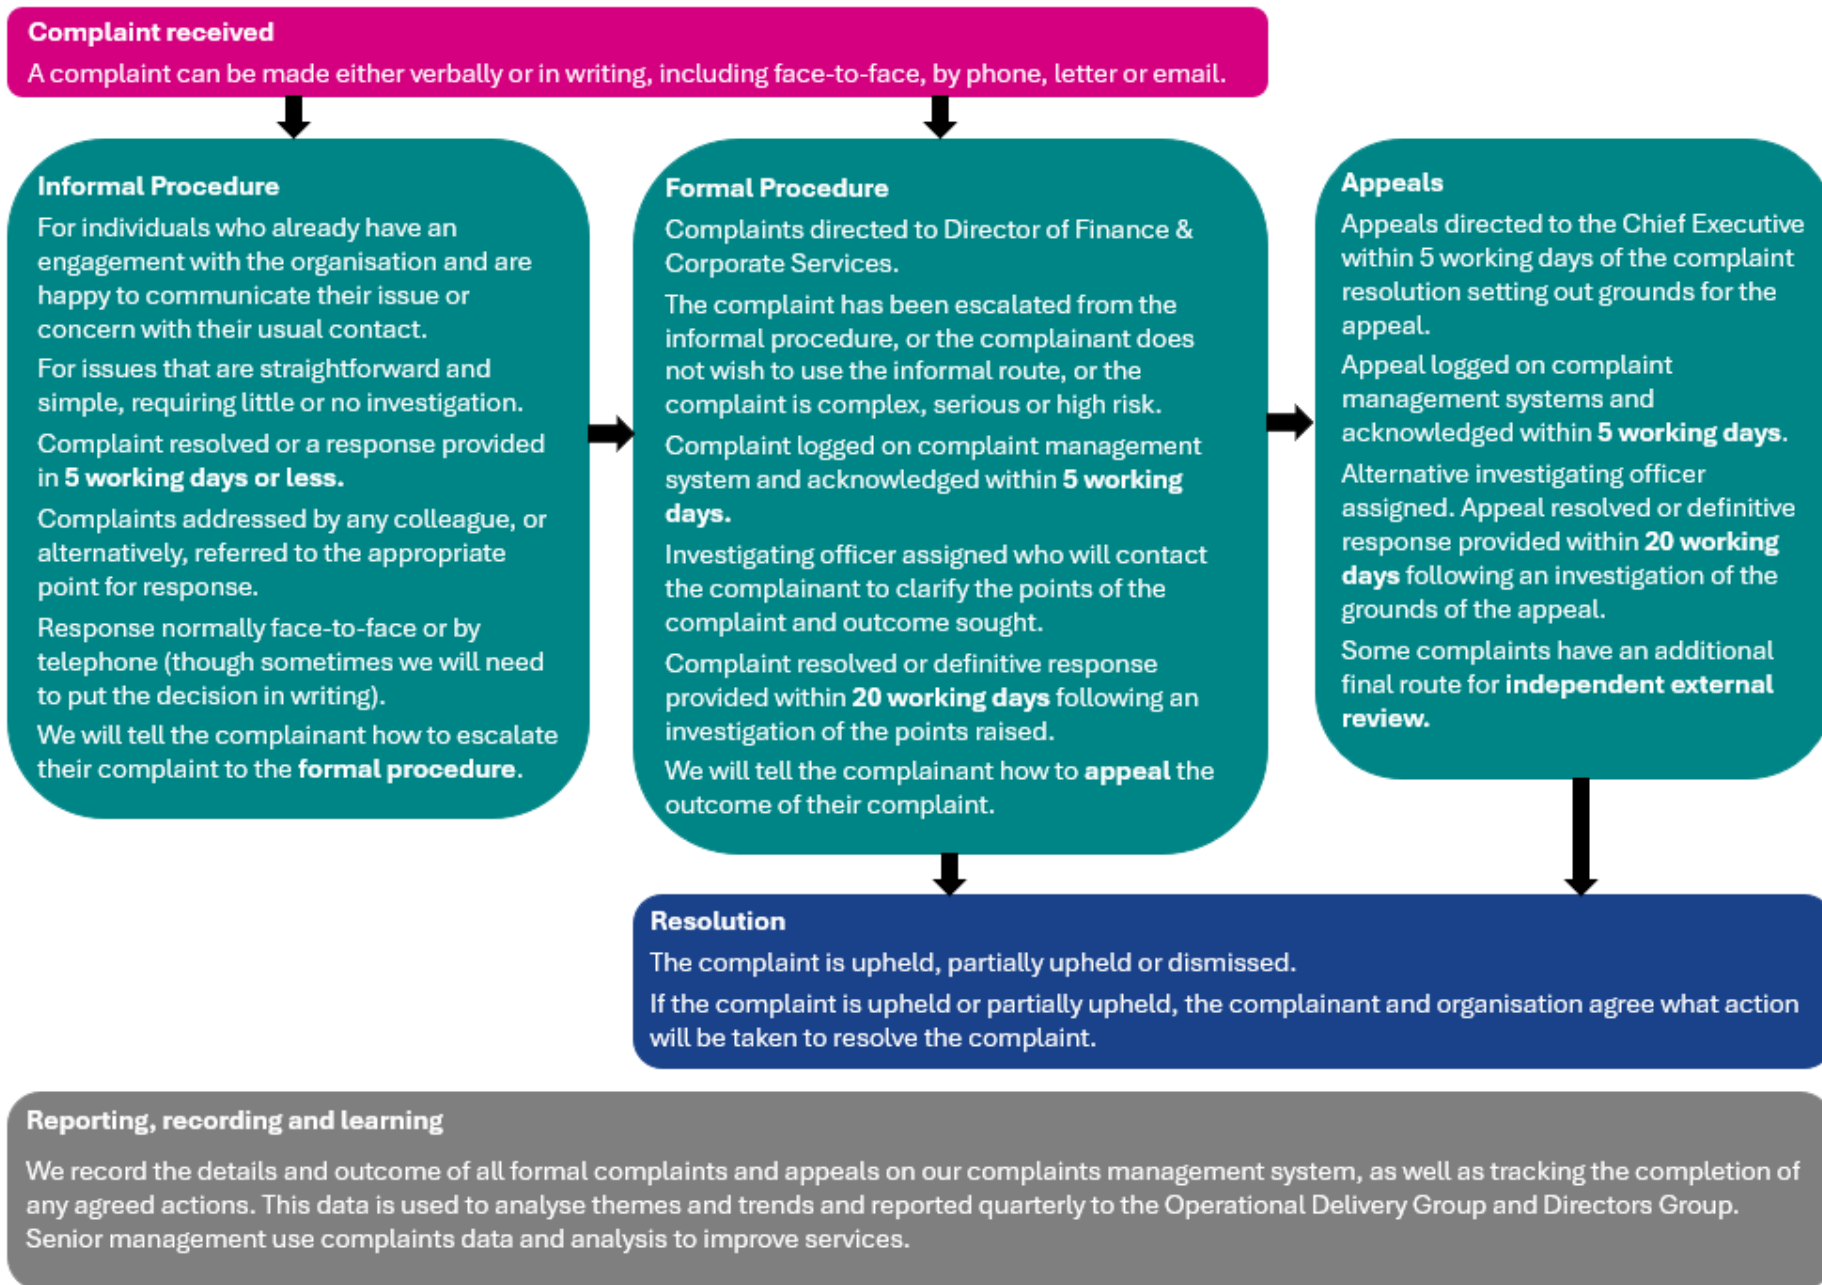 Complaint received
A complaint can be made either verbally or in writing, including face-to-face, by phone, letter or email.
Informal Procedure
For individuals who already have an
engagement with the organisation and are
happy to communicate their issue or
concern with their usual contact.
For issues that are straightforward and
simple, requiring little or no investigation.
Complaint resolved or a response provided
in 5 working days or less.
Complaints addressed by any colleague, or
alternatively, referred to the appropriate
point for response.
Response normally face-to-face or by
telephone (though sometimes we will need
to put the decision in writing).
We will tell the complainant how to escalate
their complaint to the formal procedure.
Formal Procedure
Complaints directed to Director of Finance &
Corporate Services.
The complaint has been escalated from the
informal procedure, or the complainant does
not wish to use the informal route, or the
complaint is complex, serious or high risk.
Complaint logged on complaint management
system and acknowledged within 5 working
days.
Investigating officer assigned who will contact
the complainant to clarify the points of the
complaint and outcome sought.
Complaint resolved or definitive response
provided within 20 working days following an
investigation of the points raised.
We will tell the complainant how to appeal the
outcome of their complaint.
Appeals
Appeals directed to the Chief Executive
within 5 working days of the complaint
resolution setting out grounds for the
appeal.
Appeal logged on complaint
management systems and
acknowledged within 5 working days.
Alternative investigating officer
assigned. Appeal resolved or definitive
response provided within 20 working
days following an investigation of the
grounds of the appeal.
Some complaints have an additional
final route for independent external
review.
Resolution
The complaint is upheld, partially upheld or dismissed.
If the complaint is upheld or partially upheld, the complainant and organisation agree what action
will be taken to resolve the complaint.
Reporting, recording and learning
We record the details and outcome of all formal complaints and appeals on our complaints management system, as well as tracking the completion of
any agreed actions. This data is used to analyse themes and trends and reported quarterly to the Operational Delivery Group and Directors Group.
Senior management use complaints data and analysis to improve services.